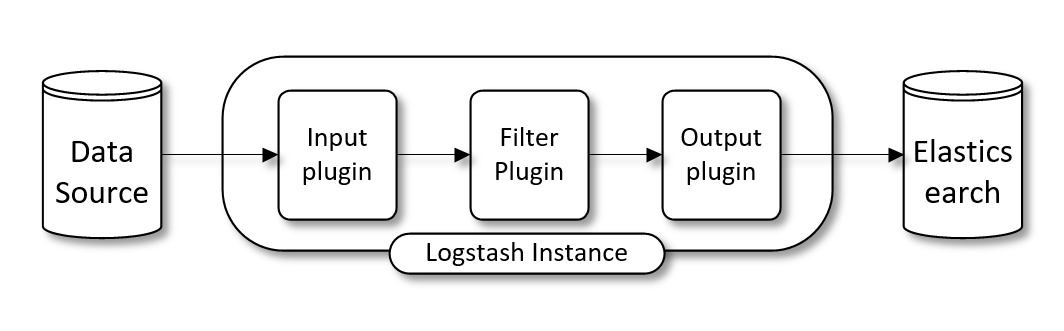 Data
Source
Input
plugin
Filter
Plugin
Output
plugin
Elastics
earch
Logstash Instance